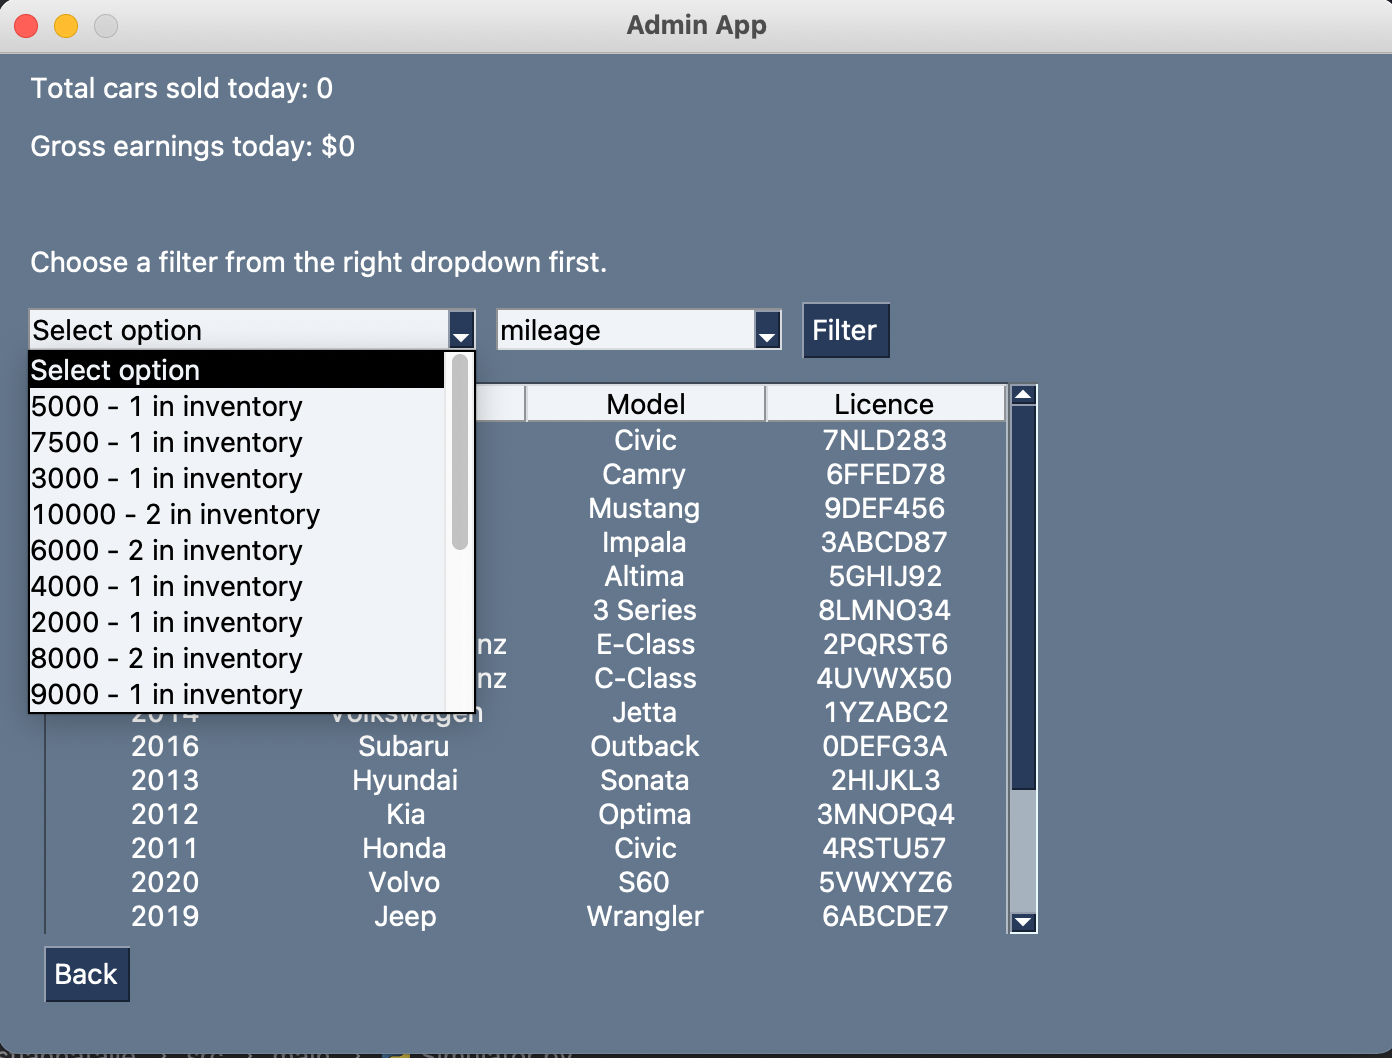 Admin App
Total cars sold today: 0
Gross earnings today: $0
Choose a filter from the right dropdown first.
Select option mileage Filter
Select option
5000 - 1 in inventory Model Licence
7500 - 1 in inventory Civic 7NLD283
3000 - 1 in inventory Camry 6FFED78
10000 - 2 in inventory Mustang 9DEF456
6000 - 2 in inventory Impala 3ABCD87
4000 - 1 in inventory Altima 5GHIJ92
2000 - 1 in inventory 3 Series 8LMNO34
8000 - 2 in inventory nz E-Class 2PQRST6
9000 - 1 in inventory nz C-Class 4UVWX50
2014 Volkswagen Jetta 1YZABC2
2016 Subaru Outback 0DEFG3A
2013 Hyundai Sonata 2HIJKL3
2012 Kia Optima 3MNOPQ4
2011 Honda Civic 4RSTU57
2020 Volvo S60 5VWXYZ6
2019 Jeep Wrangler 6ABCDE7
Back